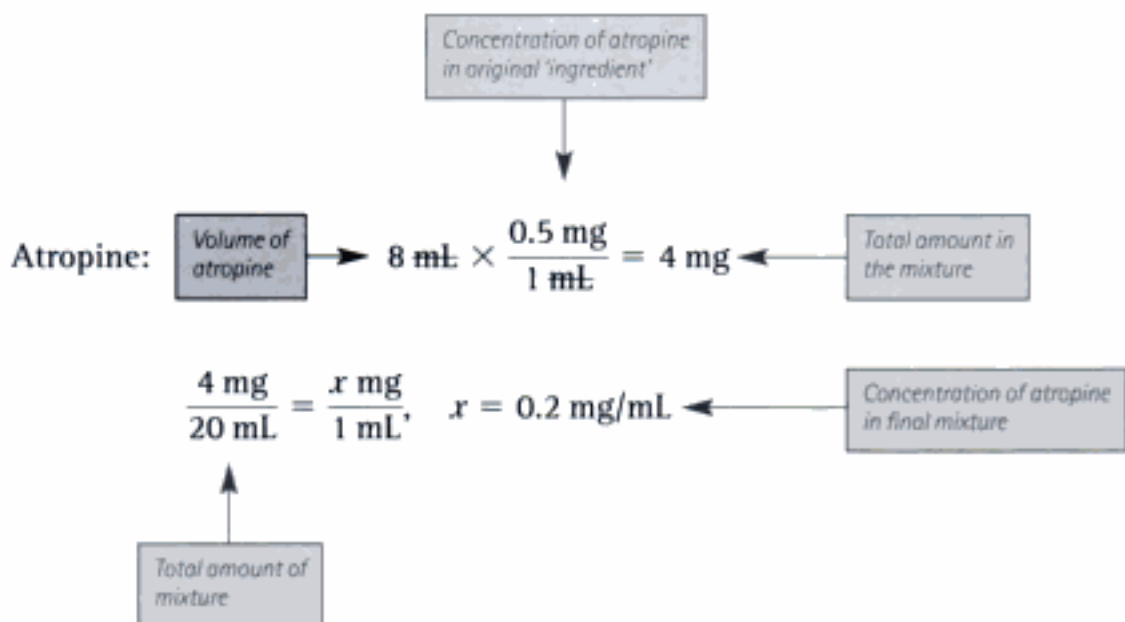 Concentration of atropine
in original 'ingredient'
Atropine:
Volume of
atropine
8 mL × 0.5 mg / 1 mL = 4 mg
Total amount in
the mixture
4 mg / 20 mL = x mg / 1 mL, x = 0.2 mg/mL
Concentration of atropine
in final mixture
Total amount of
mixture